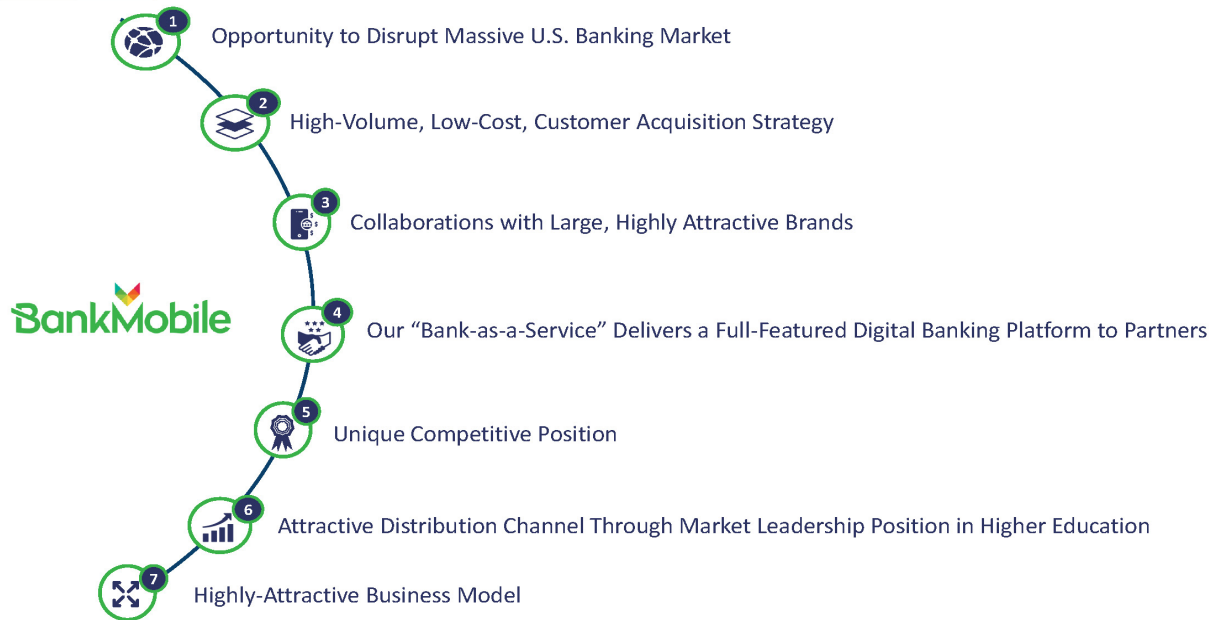 1
Opportunity to Disrupt Massive U.S. Banking Market
2
High-Volume, Low-Cost, Customer Acquisition Strategy
3
Collaborations with Large, Highly Attractive Brands
BankMobile
4
Our “Bank-as-a-Service” Delivers a Full-Featured Digital Banking Platform to Partners
5
Unique Competitive Position
6
Attractive Distribution Channel Through Market Leadership Position in Higher Education
7
Highly-Attractive Business Model